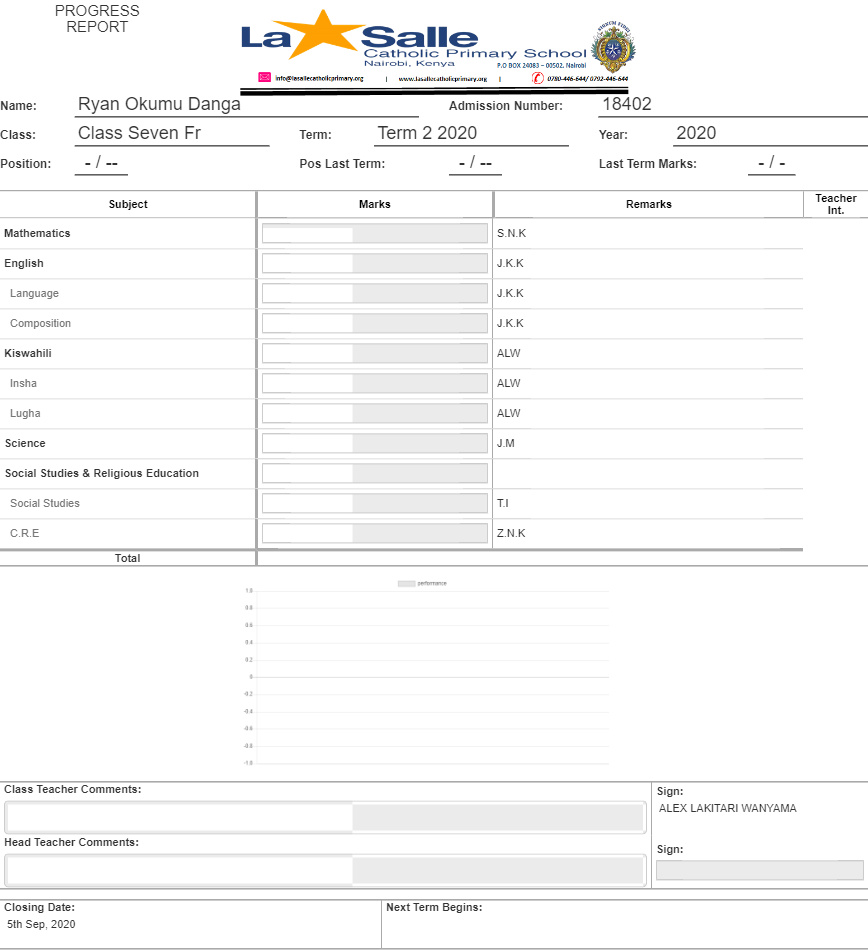 PROGRESS
REPORT
La Salle
Catholic Primary School
Nairobi, Kenya
P.O BOX 24083 – 00502, Nairobi
info@lasallecatholicprimary.org | www.lasallecatholicprimary.org | 0780-446-644/ 0792-446-644
Name: Ryan Okumu Danga Admission Number: 18402
Class: Class Seven Fr Term: Term 2 2020 Year: 2020
Position: - / -- Pos Last Term: - / -- Last Term Marks: - / -
Subject Marks Remarks Teacher Int.
Mathematics S.N.K
English J.K.K
Language J.K.K
Composition J.K.K
Kiswahili ALW
Insha ALW
Lugha ALW
Science J.M
Social Studies & Religious Education
Social Studies T.I
C.R.E Z.N.K
Total
performance
1.0
0.8
0.6
0.4
0.2
0
-0.2
-0.4
-0.6
-0.8
-1.0
Class Teacher Comments: Sign:
ALEX LAKITARI WANYAMA
Head Teacher Comments: Sign:
Closing Date: Next Term Begins:
5th Sep, 2020